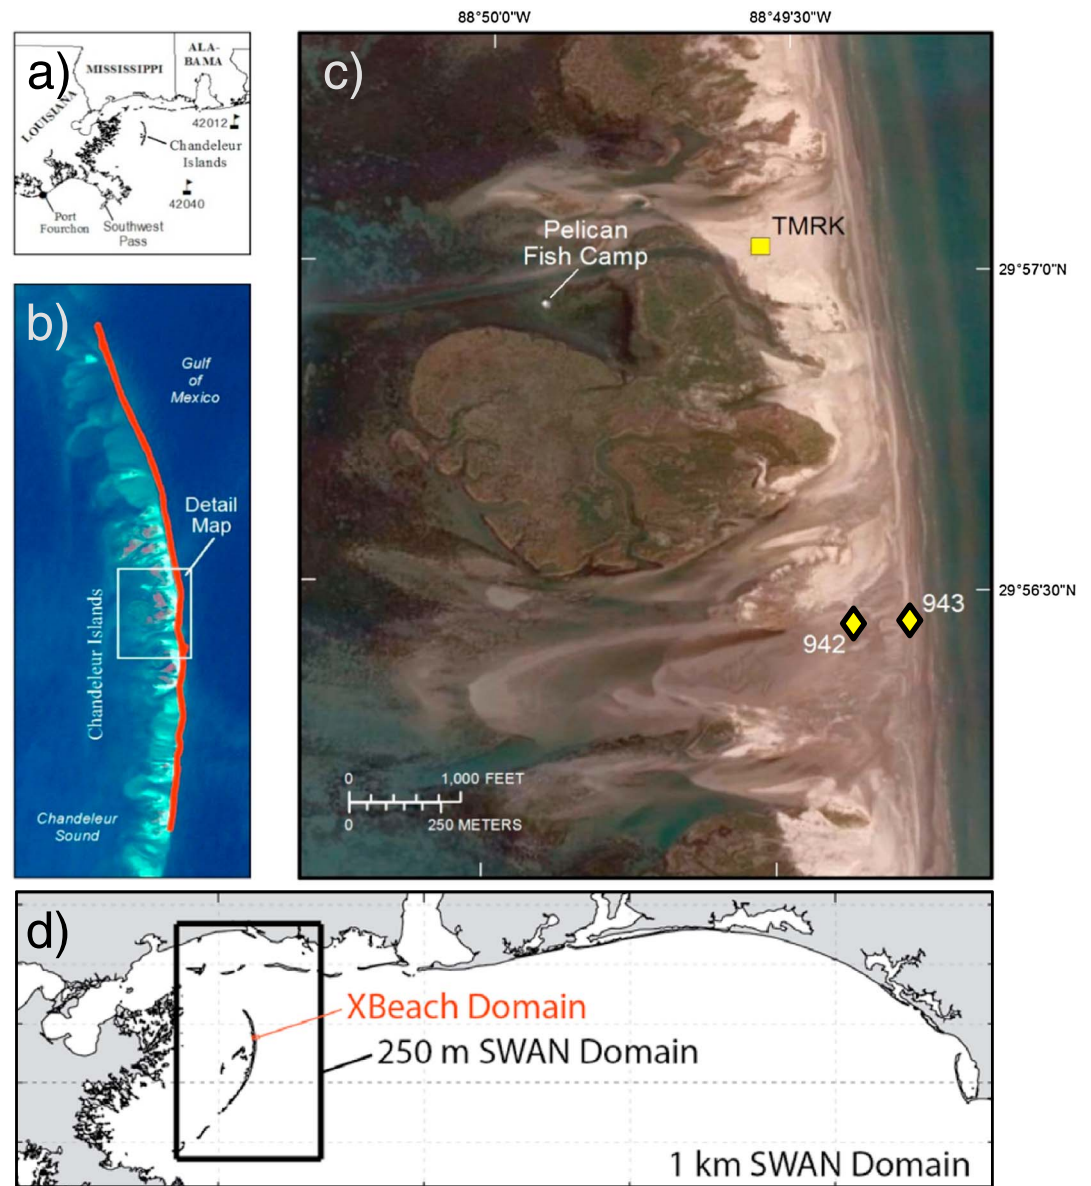 88°50'0"W
88°49'30"W
a)
ALA-
BAMA
MISSISSIPPI
LOUISIANA
42012
Chandeleur
Islands
42040
Port
Fourchon
Southwest
Pass
b)
Gulf
of
Mexico
Detail
Map
Chandeleur Islands
Chandeleur
Sound
c)
TMRK
Pelican
Fish Camp
29°57'0"N
29°56'30"N
943
942
0
1,000 FEET
0
250 METERS
d)
XBeach Domain
250 m SWAN Domain
1 km SWAN Domain